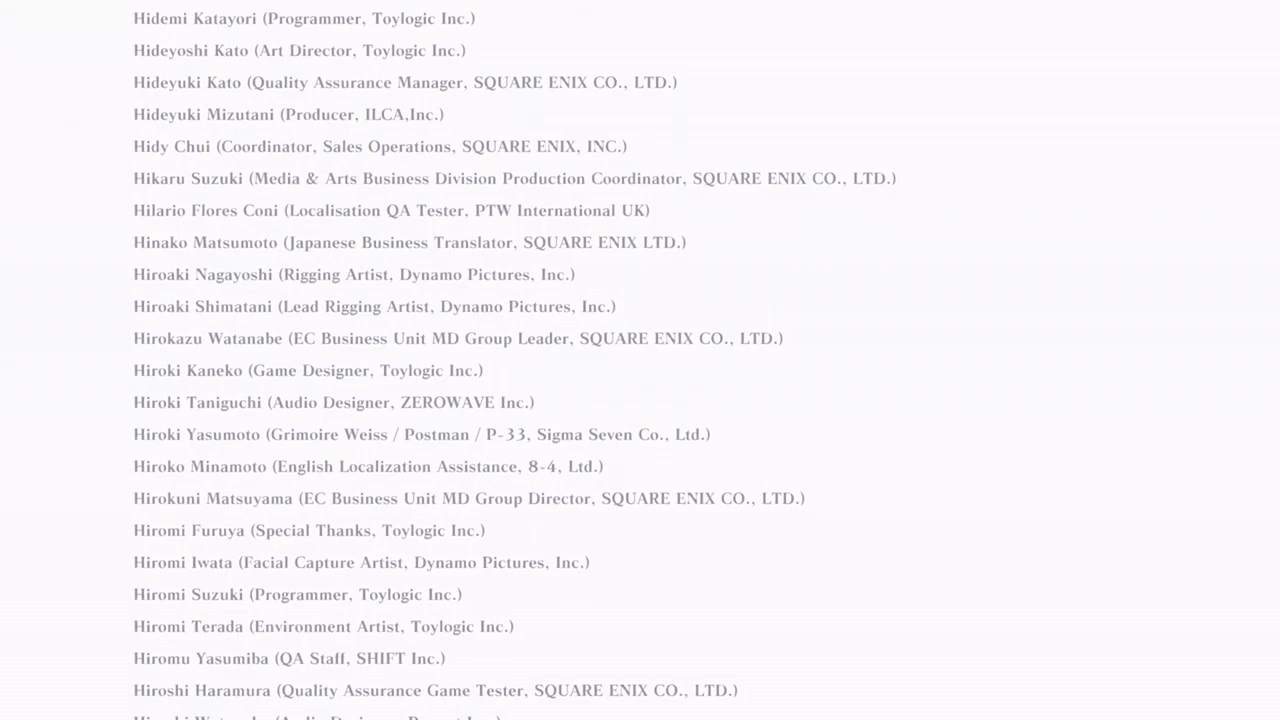 Hidemi Katayori (Programmer, Toylogic Inc.)
Hideyoshi Kato (Art Director, Toylogic Inc.)
Hideyuki Kato (Quality Assurance Manager, SQUARE ENIX CO., LTD.)
Hideyuki Mizutani (Producer, ILCA,Inc.)
Hidy Chui (Coordinator, Sales Operations, SQUARE ENIX, INC.)
Hikaru Suzuki (Media & Arts Business Division Production Coordinator, SQUARE ENIX CO., LTD.)
Hilario Flores Coni (Localisation QA Tester, PTW International UK)
Hinako Matsumoto (Japanese Business Translator, SQUARE ENIX LTD.)
Hiroaki Nagayoshi (Rigging Artist, Dynamo Pictures, Inc.)
Hiroaki Shimatani (Lead Rigging Artist, Dynamo Pictures, Inc.)
Hirokazu Watanabe (EC Business Unit MD Group Leader, SQUARE ENIX CO., LTD.)
Hiroki Kaneko (Game Designer, Toylogic Inc.)
Hiroki Taniguchi (Audio Designer, ZEROWAVE Inc.)
Hiroki Yasumoto (Grimoire Weiss / Postman / P-33, Sigma Seven Co., Ltd.)
Hiroko Minamoto (English Localization Assistance, 8-4, Ltd.)
Hirokuni Matsuyama (EC Business Unit MD Group Director, SQUARE ENIX CO., LTD.)
Hiromi Furuya (Special Thanks, Toylogic Inc.)
Hiromi Iwata (Facial Capture Artist, Dynamo Pictures, Inc.)
Hiromi Suzuki (Programmer, Toylogic Inc.)
Hiromi Terada (Environment Artist, Toylogic Inc.)
Hiromu Yasumiba (QA Staff, SHIFT Inc.)
Hiroshi Haramura (Quality Assurance Game Tester, SQUARE ENIX CO., LTD.)